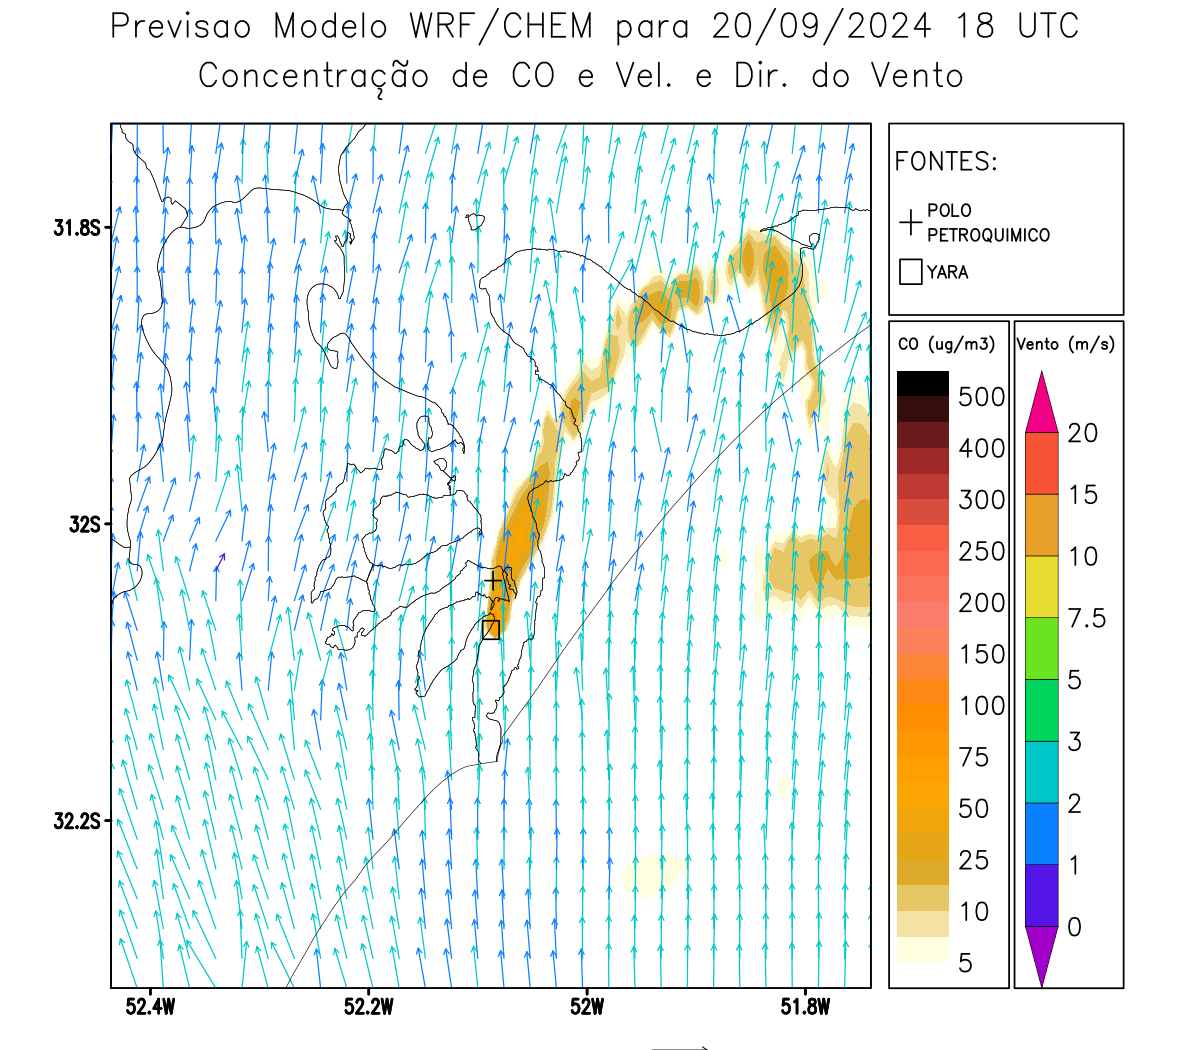 Previsao Modelo WRF/CHEM para 20/09/2024 18 UTC
Concentração de CO e Vel. e Dir. do Vento
FONTES:
POLO
PETROQUIMICO
YARA
CO (ug/m3)
500
400
300
250
200
150
100
75
50
25
10
5
Vento (m/s)
20
15
10
7.5
5
3
2
1
0
31.8S
32S
32.2S
52.4W
52.2W
52W
51.8W